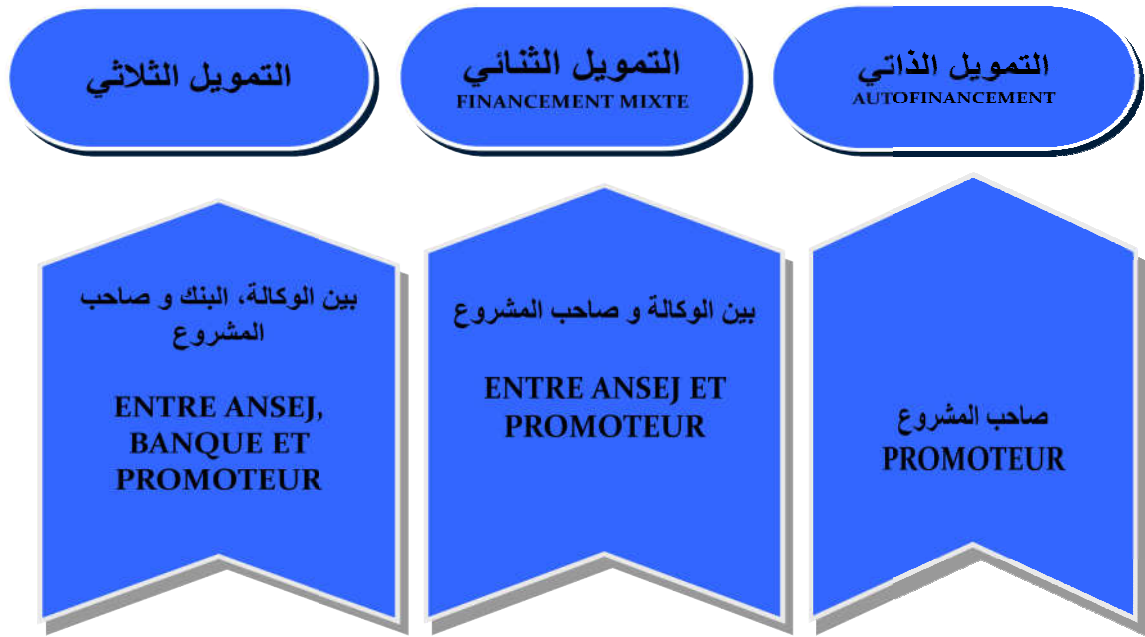 التمويل الذاتي
AUTOFINANCEMENT
التمويل الثنائي
FINANCEMENT MIXTE
التمويل الثلاثي
صاحب المشروع
PROMOTEUR
بين الوكالة و صاحب المشروع
ENTRE ANSEJ ET
PROMOTEUR
بين الوكالة، البنك و صاحب
المشروع
ENTRE ANSEJ,
BANQUE ET
PROMOTEUR